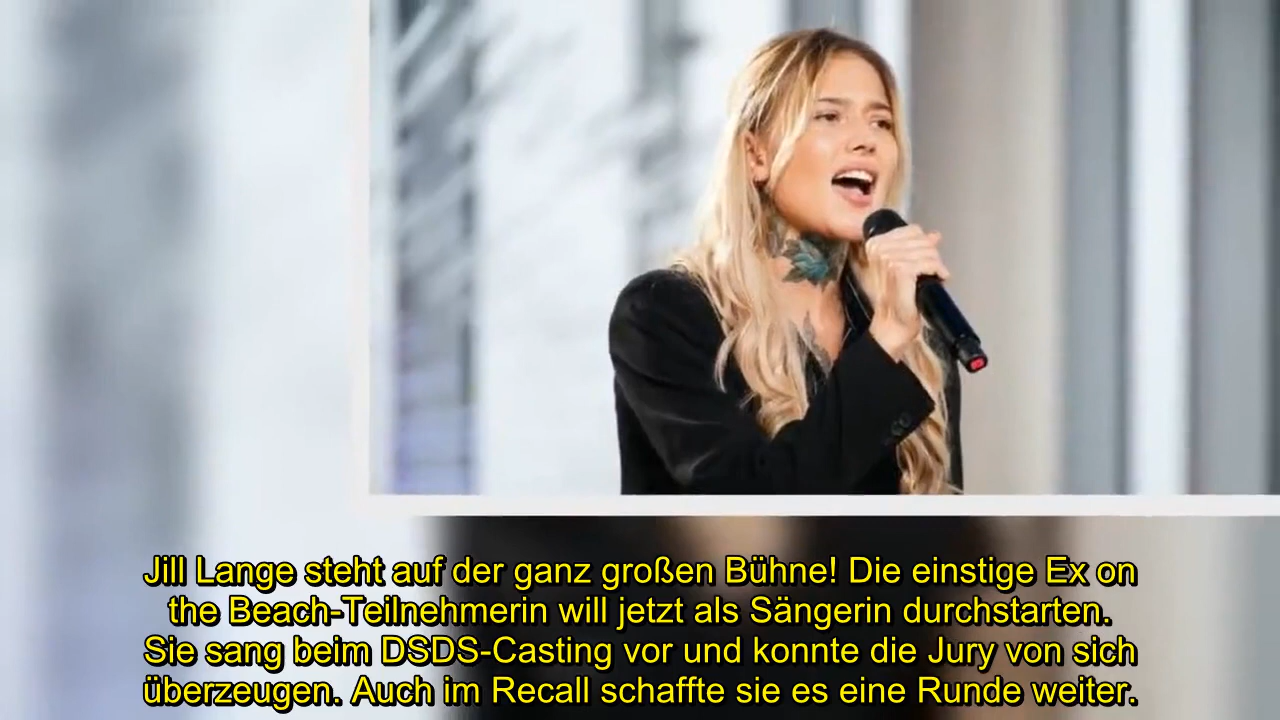 Jill Lange steht auf der ganz großen Bühne! Die einstige Ex on
the Beach-Teilnehmerin will jetzt als Sängerin durchstarten.
Sie sang beim DSDS-Casting vor und konnte die Jury von sich
überzeugen. Auch im Recall schaffte sie es eine Runde weiter.